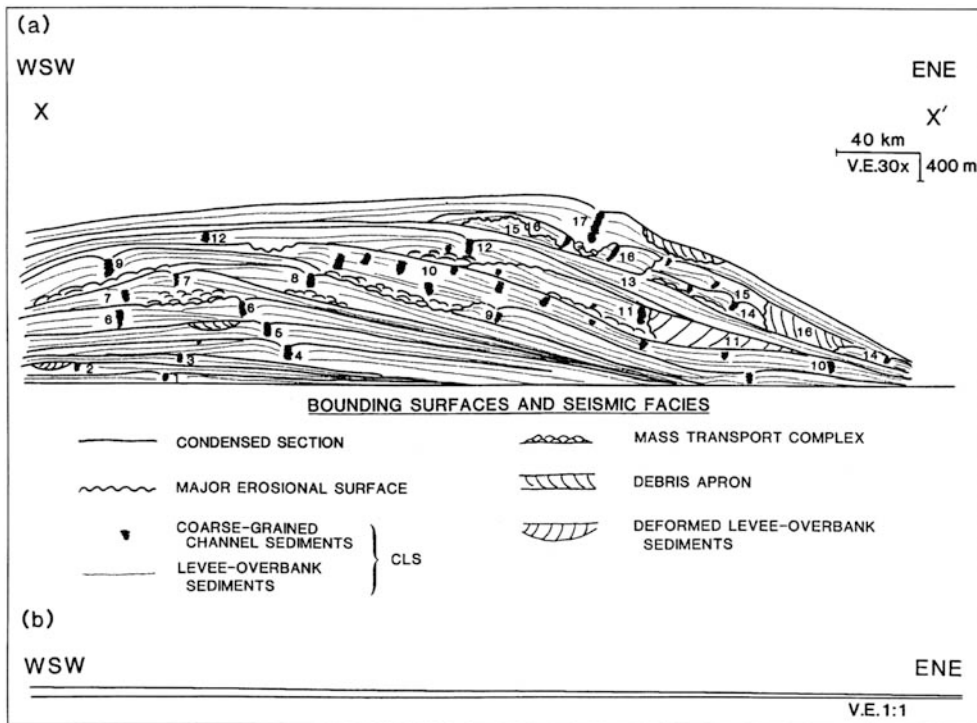 (a)
WSW
ENE
X
X′
40 km
V.E.30x
400 m
17
15
16
12
12
16
9
10
13
7
8
15
7
14
11
6
6
9
11
16
5
14
4
10
3
2
1
BOUNDING SURFACES AND SEISMIC FACIES
CONDENSED SECTION
MASS TRANSPORT COMPLEX
MAJOR EROSIONAL SURFACE
DEBRIS APRON
COARSE-GRAINED
CHANNEL SEDIMENTS
DEFORMED LEVEE-OVERBANK
SEDIMENTS
CLS
LEVEE-OVERBANK
SEDIMENTS
(b)
WSW
ENE
V.E.1:1